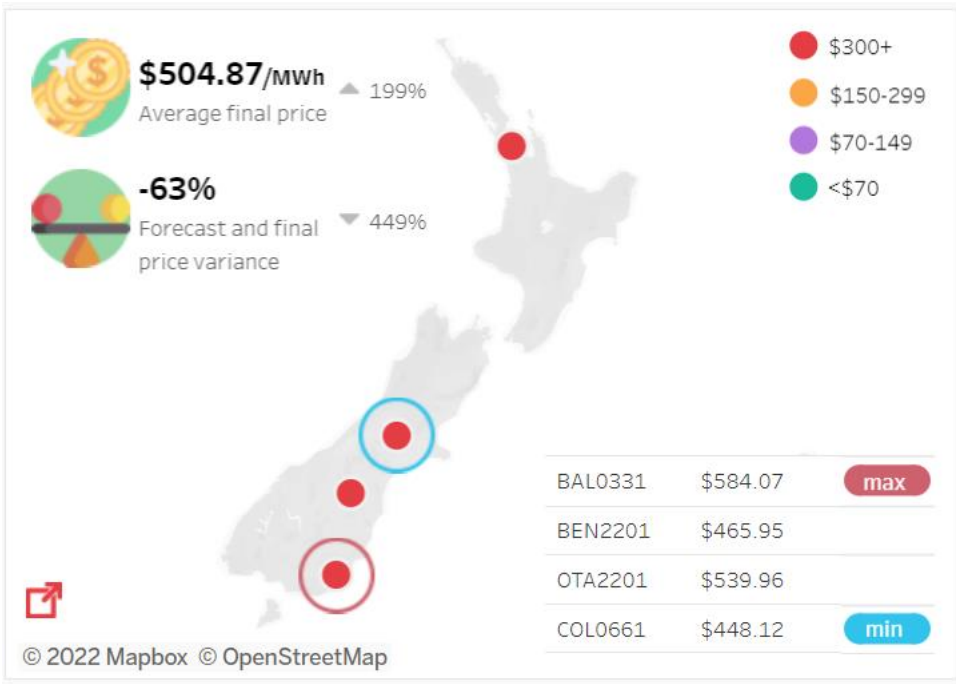 $504.87/MWh
Average final price
199%
-63%
Forecast and final
price variance
449%
$300+
$150-299
$70-149
<$70
BAL0331 $584.07 max
BEN2201 $465.95
OTA2201 $539.96
COL0661 $448.12 min
© 2022 Mapbox © OpenStreetMap